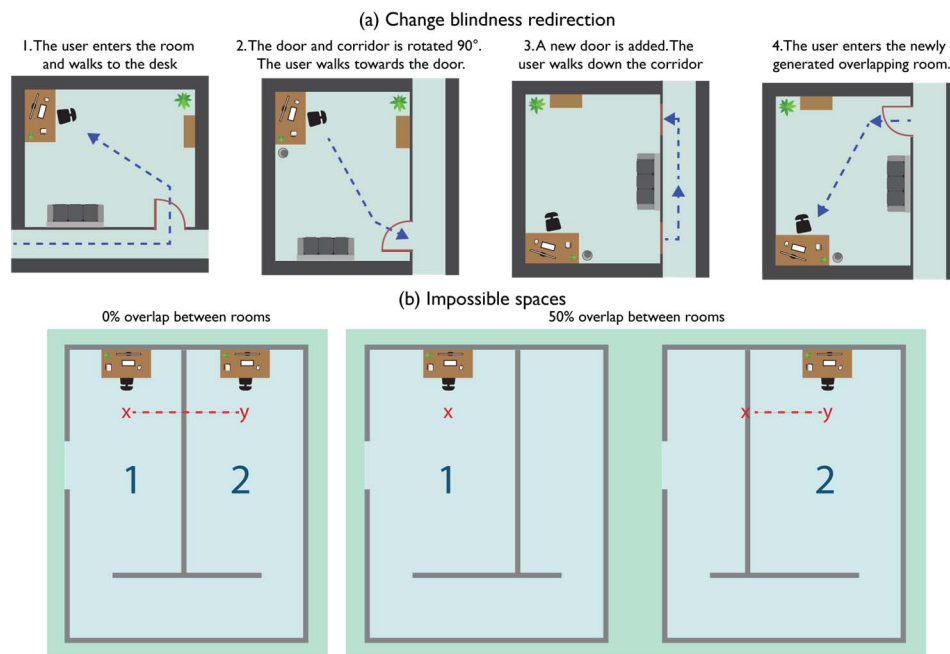 (a) Change blindness redirection
1.The user enters the room
and walks to the desk
2.The door and corridor is rotated 90°.
The user walks towards the door.
3. A new door is added.The
user walks down the corridor
4.The user enters the newly
generated overlapping room.
(b) Impossible spaces
0% overlap between rooms
50% overlap between rooms
x
y
1
2
x
1
x
y
2